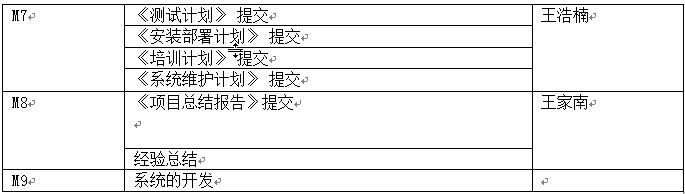 M7
《测试计划》 提交
王浩楠
《安装部署计划》 提交
《培训计划》 提交
《系统维护计划》 提交
M8
《项目总结报告》提交
王家南
经验总结
M9
系统的开发